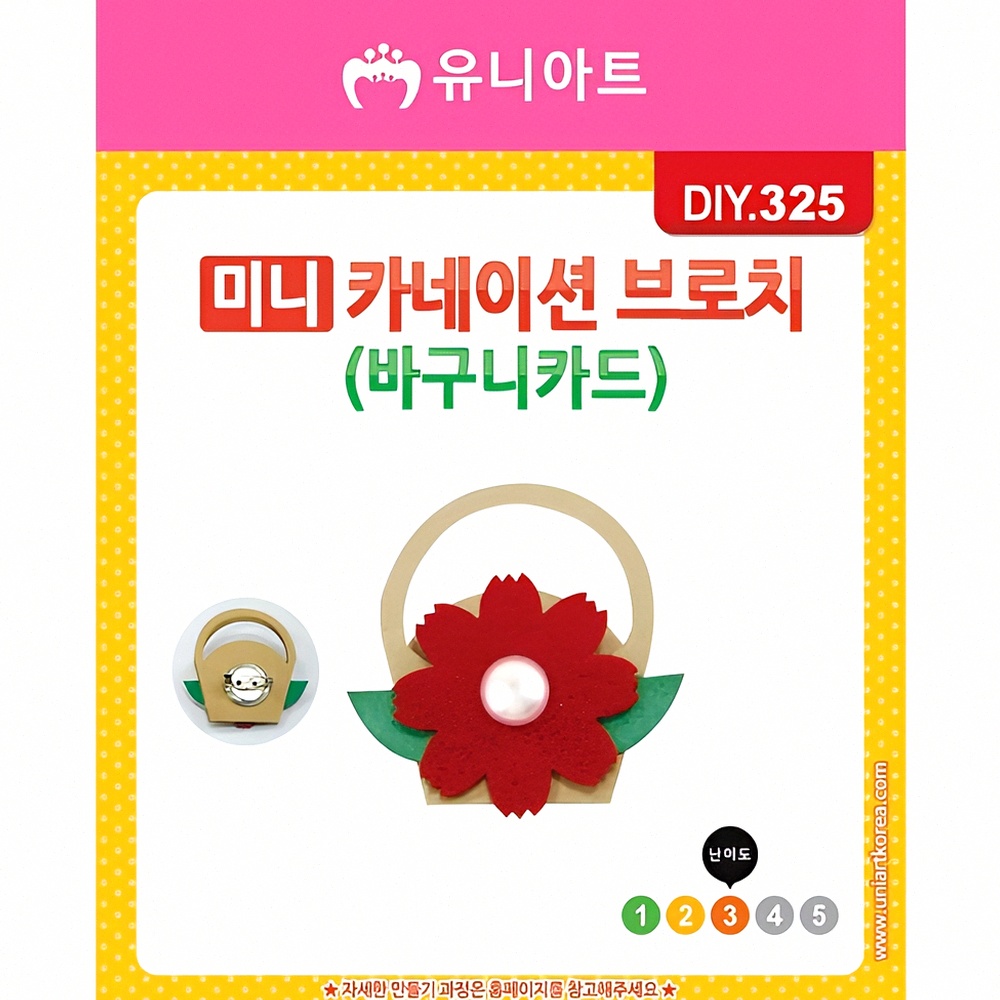 유니아트
DIY.325
미니 카네이션 브로치
(바구니카드)
난이도
1 2 3 4 5
www.uniartkorea.com
★자세한 만들기 과정은 홈페이지를 참고해주세요★